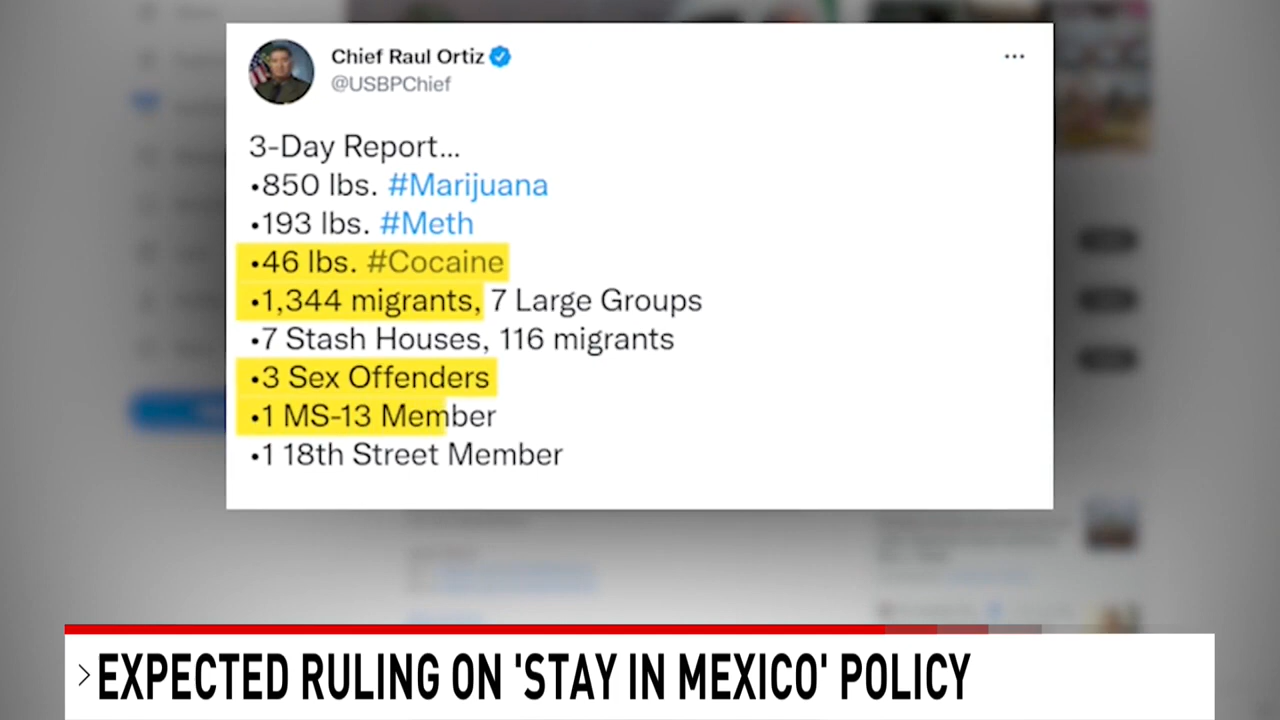 Chief Raul Ortiz
@USBPChief
3-Day Report...
•850 lbs. #Marijuana
•193 lbs. #Meth
•46 lbs. #Cocaine
•1,344 migrants, 7 Large Groups
•7 Stash Houses, 116 migrants
•3 Sex Offenders
•1 MS-13 Member
•1 18th Street Member
EXPECTED RULING ON 'STAY IN MEXICO' POLICY